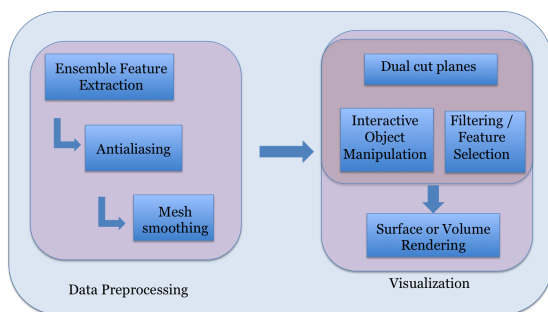 Ensemble Feature
Extraction
Antialiasing
Mesh
smoothing
Data Preprocessing
Dual cut planes
Interactive
Object
Manipulation
Filtering /
Feature
Selection
Surface or Volume
Rendering
Visualization